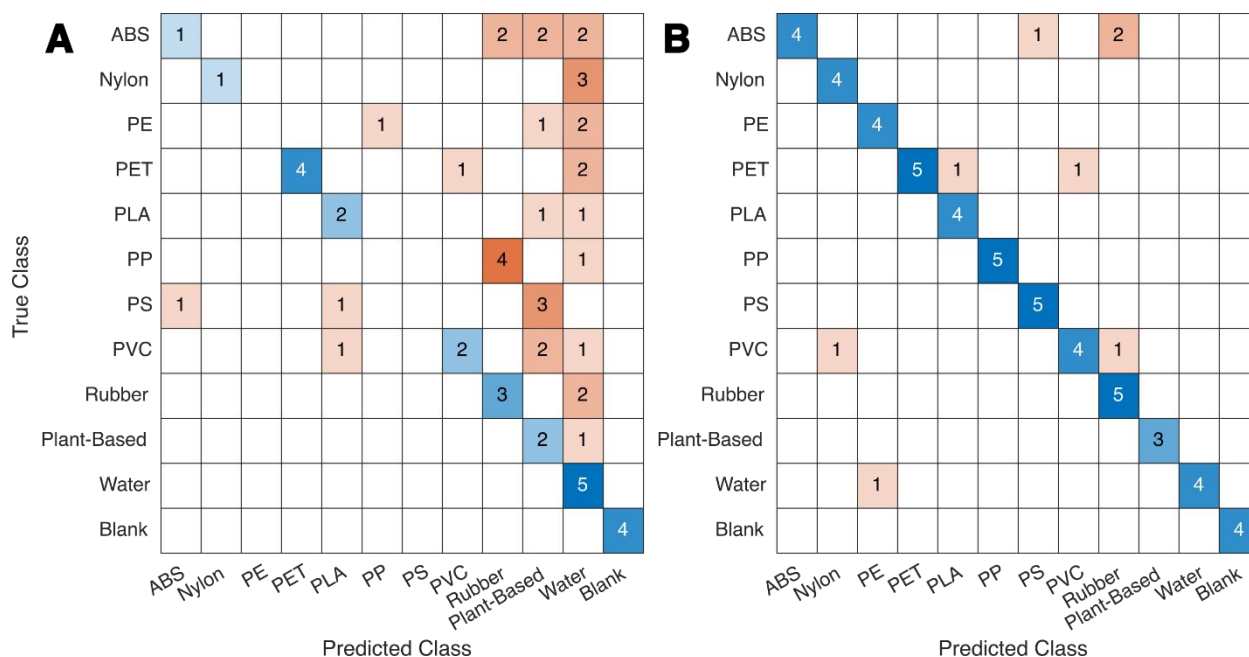 A
True Class
ABS 1 2 2 2
Nylon 1 3
PE 1 1 2
PET 4 1 2
PLA 2 1 1
PP 4 1
PS 1 1 3
PVC 1 2 2 1
Rubber 3 2
Plant-Based 2 1
Water 5
Blank 4
ABS Nylon PE PET PLA PP PS PVC Rubber Plant-Based Water Blank
Predicted Class
B
ABS 4 1 2
Nylon 4
PE 4
PET 5 1 1
PLA 4
PP 5
PS 5
PVC 1 4 1
Rubber 5
Plant-Based 3
Water 1 4
Blank 4
ABS Nylon PE PET PLA PP PS PVC Rubber Plant-Based Water Blank
Predicted Class